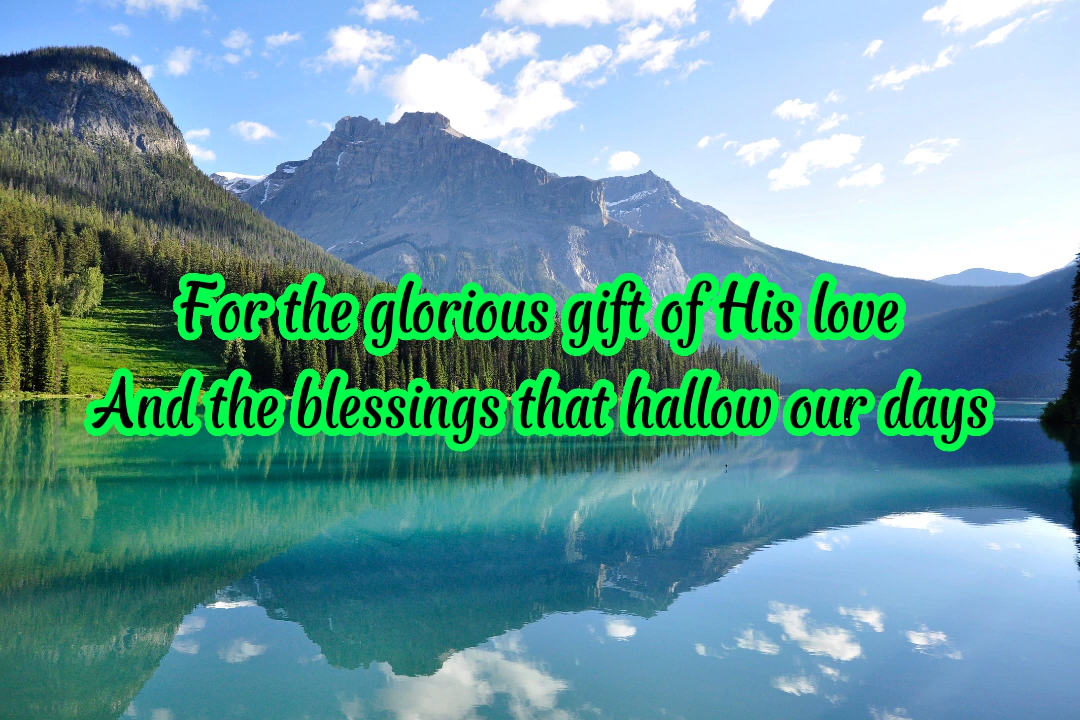 For the glorious gift of His love
And the blessings that hallow our days